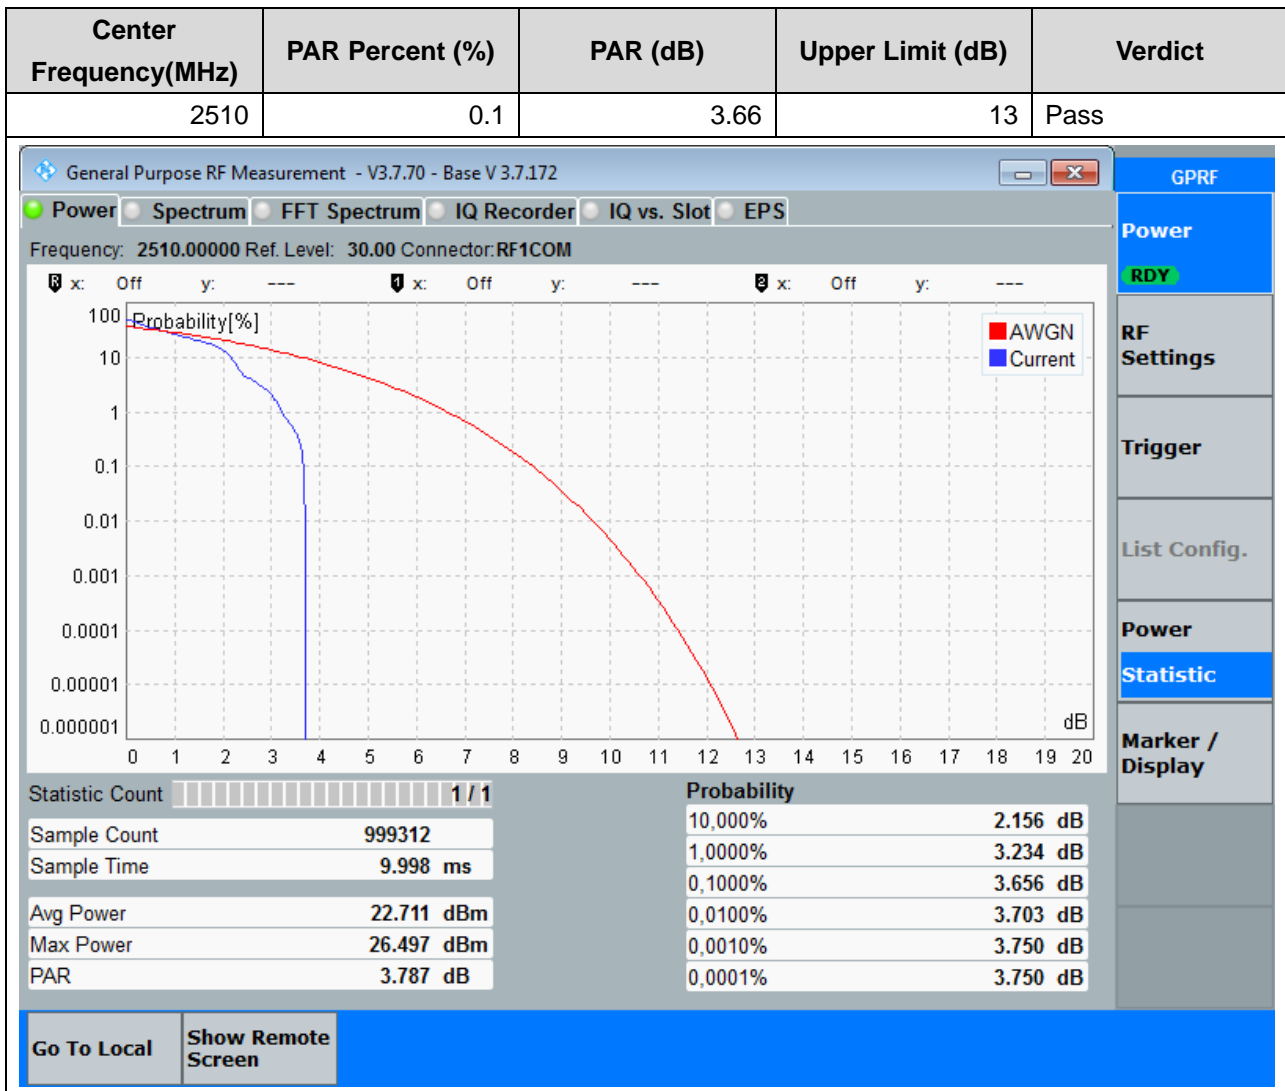 Center Frequency(MHz) PAR Percent (%) PAR (dB) Upper Limit (dB) Verdict
2510 0.1 3.66 13 Pass
General Purpose RF Measurement - V3.7.70 - Base V 3.7.172
GPRF
Power Spectrum FFT Spectrum IQ Recorder IQ vs. Slot EPS
Frequency: 2510.00000 Ref. Level: 30.00 Connector:RF1COM
R x: Off y: --- 1 x: Off y: --- 2 x: Off y: ---
Probability[%]
AWGN
Current
100
10
1
0.1
0.01
0.001
0.0001
0.00001
0.000001
dB
0 1 2 3 4 5 6 7 8 9 10 11 12 13 14 15 16 17 18 19 20
Statistic Count 1 / 1
Sample Count 999312
Sample Time 9.998 ms
Avg Power 22.711 dBm
Max Power 26.497 dBm
PAR 3.787 dB
Probability
10,000% 2.156 dB
1,0000% 3.234 dB
0,1000% 3.656 dB
0,0100% 3.703 dB
0,0010% 3.750 dB
0,0001% 3.750 dB
Power
RDY
RF
Settings
Trigger
List Config.
Power
Statistic
Marker /
Display
Go To Local
Show Remote
Screen